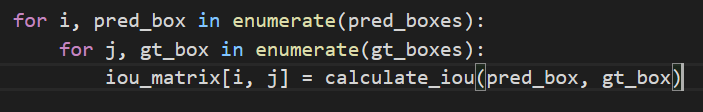 for i, pred_box in enumerate(pred_boxes):
    for j, gt_box in enumerate(gt_boxes):
        iou_matrix[i, j] = calculate_iou(pred_box, gt_box)